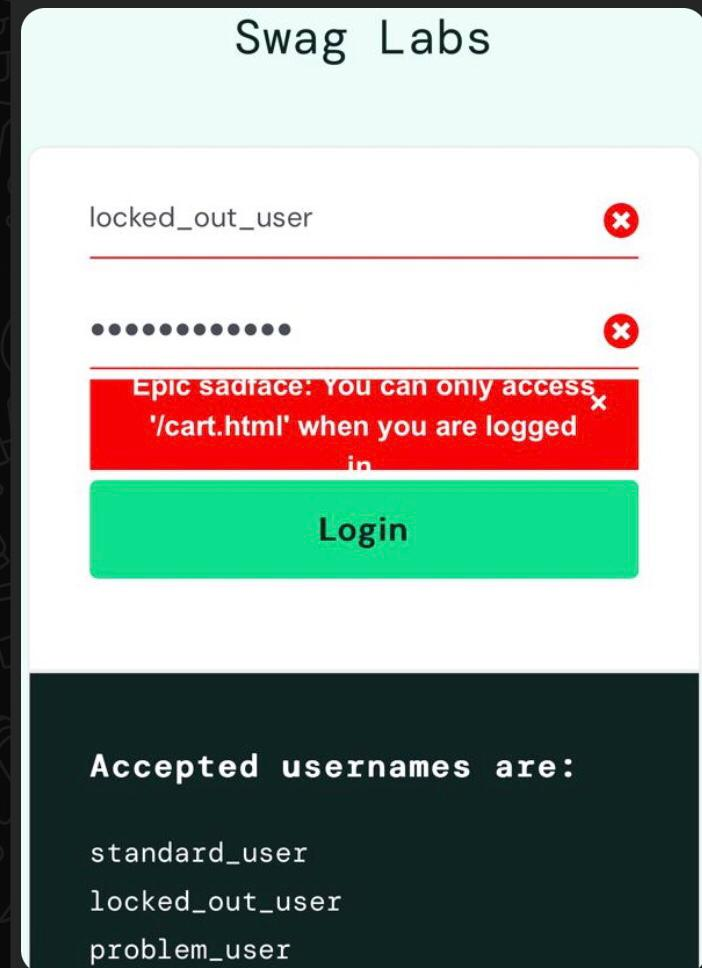 Swag Labs
locked_out_user
••••••••••••
Epic sadface: You can only access
'/cart.html' when you are logged
in
Login
Accepted usernames are:
standard_user
locked_out_user
problem_user